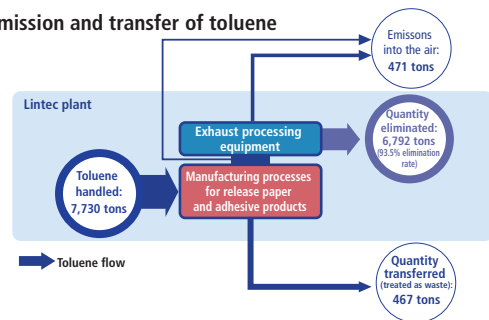 mission and transfer of toluene
Emissons
into the air:
471 tons
Lintec plant
Exhaust processing
equipment
Quantity
eliminated:
6,792 tons
(93.5% elimination
rate)
Toluene
handled:
7,730 tons
Manufacturing processes
for release paper
and adhesive products
Toluene flow
Quantity
transferred
(treated as waste):
467 tons